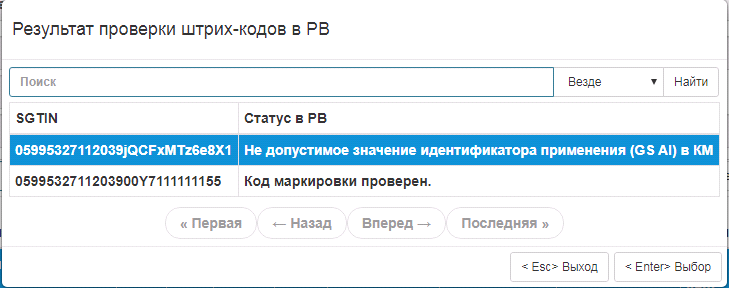 Результат проверки штрих-кодов в РВ
Поиск Везде Найти
SGTIN Статус в РВ
05995327112039jQCFxMTz6e8X1 Не допустимое значение идентификатора применения (GS AI) в КМ
0599532711203900Y7111111155 Код маркировки проверен.
« Первая ← Назад Вперед → Последняя »
< Esc> Выход < Enter> Выбор